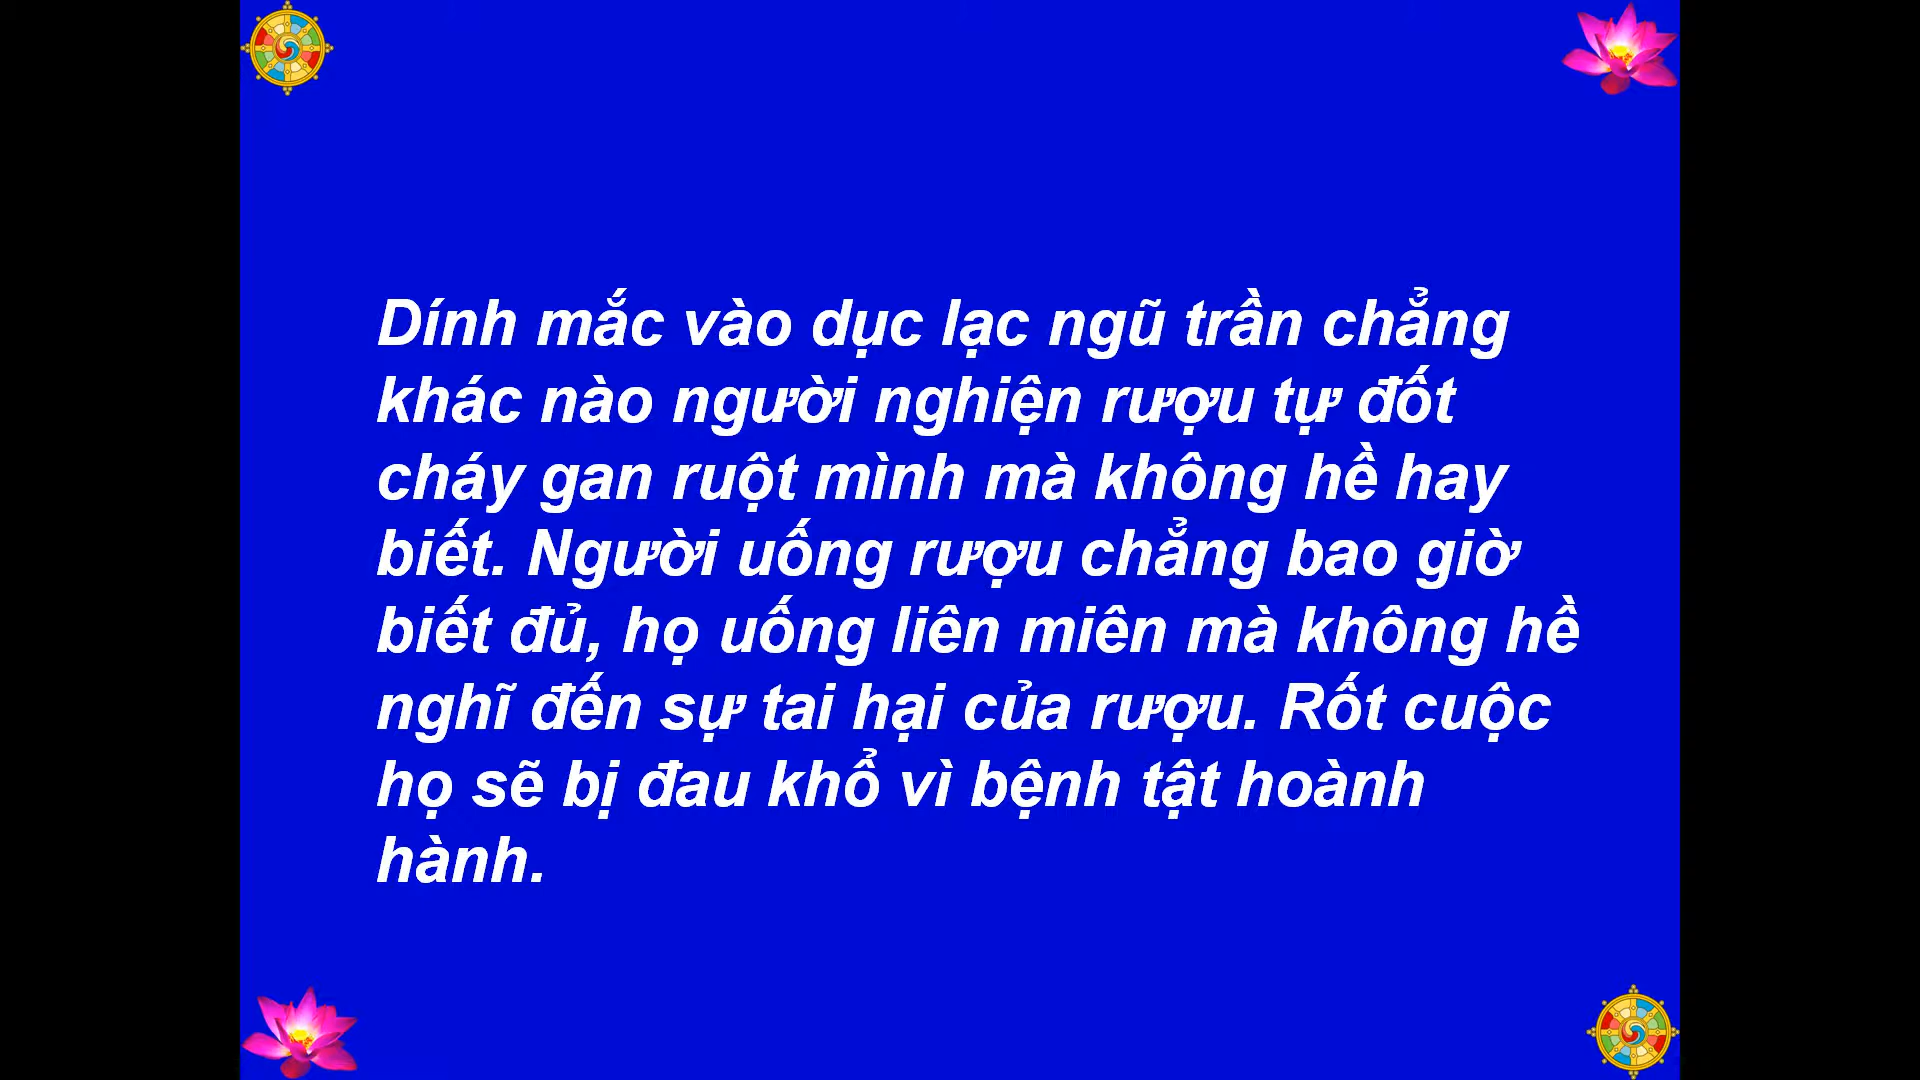 Dính mắc vào dục lạc ngũ trần chẳng
khác nào người nghiện rượu tự đốt
cháy gan ruột mình mà không hề hay
biết. Người uống rượu chẳng bao giờ
biết đủ, họ uống liên miên mà không hề
nghĩ đến sự tai hại của rượu. Rốt cuộc
họ sẽ bị đau khổ vì bệnh tật hoành
hành.